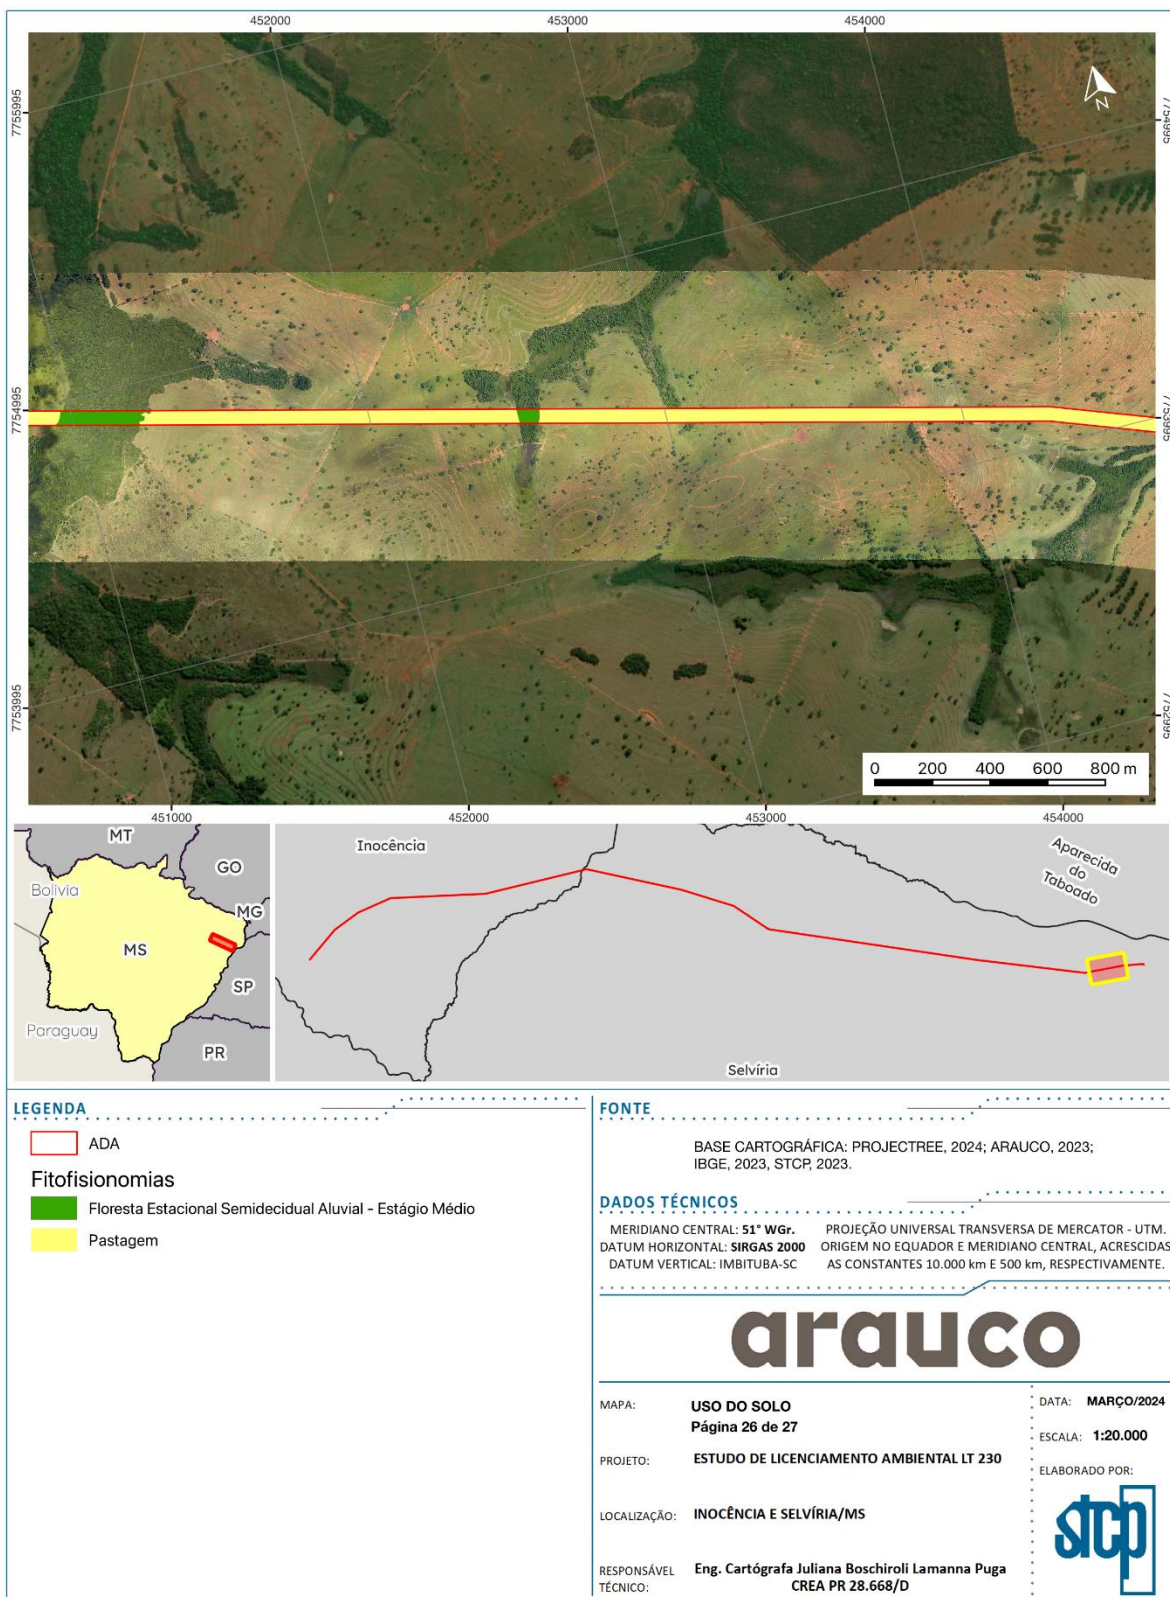 452000
453000
454000
7755995
7754995
7754995
7753995
7753995
7752995
N
0 200 400 600 800 m
451000
452000
453000
454000
MT
GO
Bolivia
MG
MS
SP
Paraguay
PR
Inocência
Aparecida
do
Taboado
Selvíria
LEGENDA
ADA
Fitofisionomias
Floresta Estacional Semidecidual Aluvial - Estágio Médio
Pastagem
FONTE
BASE CARTOGRÁFICA: PROJECTREE, 2024; ARAUCO, 2023;
IBGE, 2023, STCP, 2023.
DADOS TÉCNICOS
MERIDIANO CENTRAL: 51° WGr.
DATUM HORIZONTAL: SIRGAS 2000
DATUM VERTICAL: IMBITUBA-SC
PROJEÇÃO UNIVERSAL TRANSVERSA DE MERCATOR - UTM.
ORIGEM NO EQUADOR E MERIDIANO CENTRAL, ACRESCIDAS
AS CONSTANTES 10.000 km E 500 km, RESPECTIVAMENTE.
arauco
MAPA: USO DO SOLO
Página 26 de 27
PROJETO: ESTUDO DE LICENCIAMENTO AMBIENTAL LT 230
LOCALIZAÇÃO: INOCÊNCIA E SELVÍRIA/MS
RESPONSÁVEL TÉCNICO: Eng. Cartógrafa Juliana Boschiroli Lamanna Puga
CREA PR 28.668/D
DATA: MARÇO/2024
ESCALA: 1:20.000
ELABORADO POR:
stcp